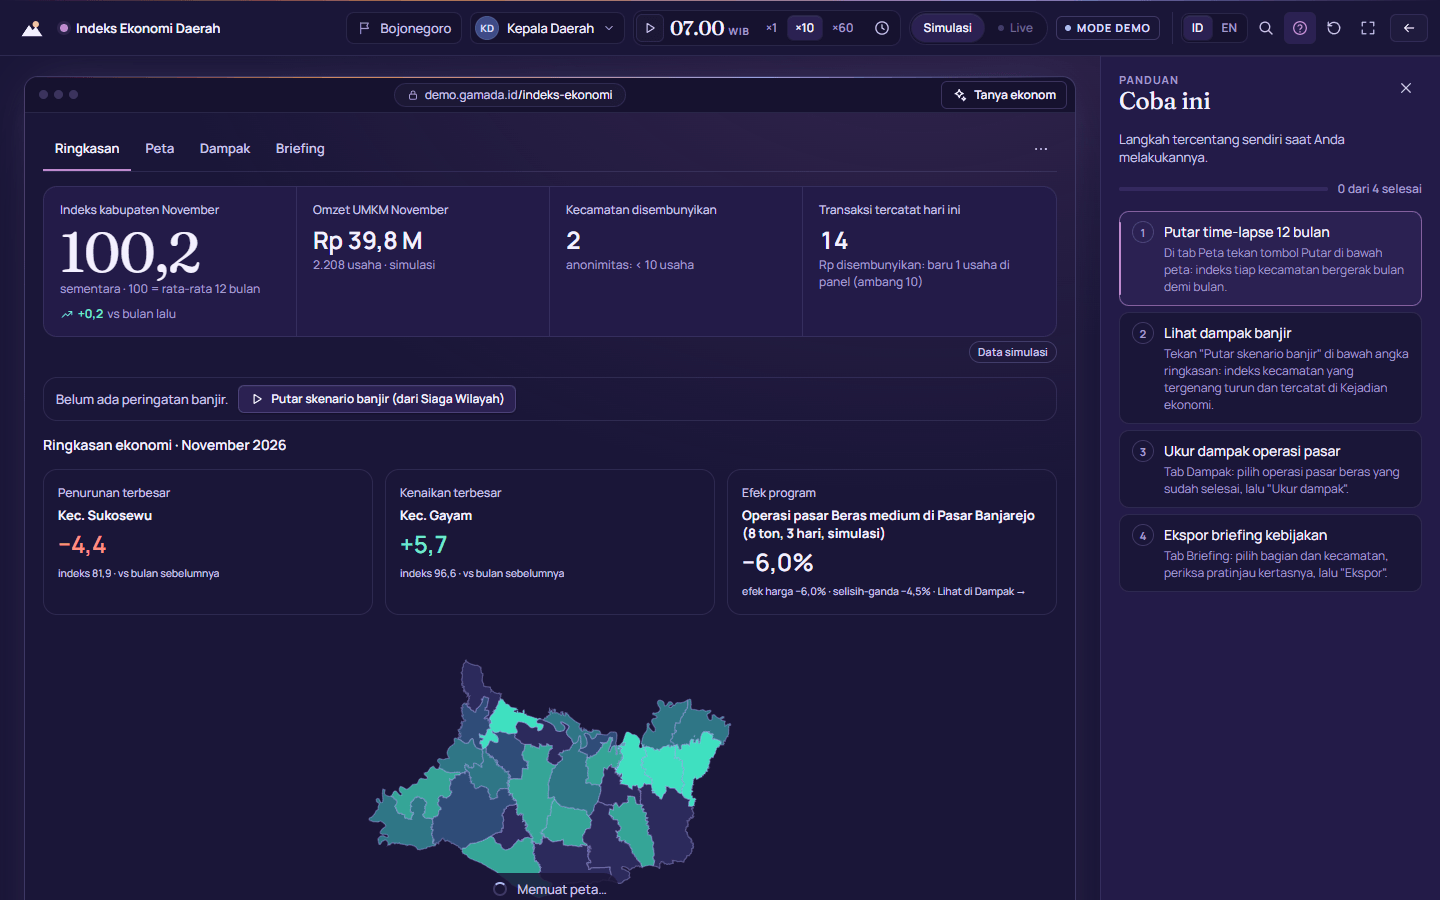 Indeks Ekonomi Daerah
Bojonegoro
KD Kepala Daerah
07.00 WIB
×1 ×10 ×60
Simulasi Live
MODE DEMO
ID EN
demo.gamada.id/indeks-ekonomi
Tanya ekonom
Ringkasan Peta Dampak Briefing
Indeks kabupaten November
100,2
sementara · 100 = rata-rata 12 bulan
+0,2 vs bulan lalu
Omzet UMKM November
Rp 39,8 M
2.208 usaha · simulasi
Kecamatan disembunyikan
2
anonimitas: < 10 usaha
Transaksi tercatat hari ini
14
Rp disembunyikan: baru 1 usaha di
panel (ambang 10)
Data simulasi
Belum ada peringatan banjir.
Putar skenario banjir (dari Siaga Wilayah)
Ringkasan ekonomi · November 2026
Penurunan terbesar
Kec. Sukosewu
−4,4
indeks 81,9 · vs bulan sebelumnya
Kenaikan terbesar
Kec. Gayam
+5,7
indeks 96,6 · vs bulan sebelumnya
Efek program
Operasi pasar Beras medium di Pasar Banjarejo
(8 ton, 3 hari, simulasi)
−6,0%
efek harga −6,0% · selisih-ganda −4,5% · Lihat di Dampak →
Memuat peta…
PANDUAN
Coba ini
Langkah tercentang sendiri saat Anda
melakukannya.
0 dari 4 selesai
1 Putar time-lapse 12 bulan
Di tab Peta tekan tombol Putar di bawah
peta: indeks tiap kecamatan bergerak bulan
demi bulan.
2 Lihat dampak banjir
Tekan "Putar skenario banjir" di bawah angka
ringkasan: indeks kecamatan yang
tergenang turun dan tercatat di Kejadian
ekonomi.
3 Ukur dampak operasi pasar
Tab Dampak: pilih operasi pasar beras yang
sudah selesai, lalu "Ukur dampak".
4 Ekspor briefing kebijakan
Tab Briefing: pilih bagian dan kecamatan,
periksa pratinjau kertasnya, lalu "Ekspor".